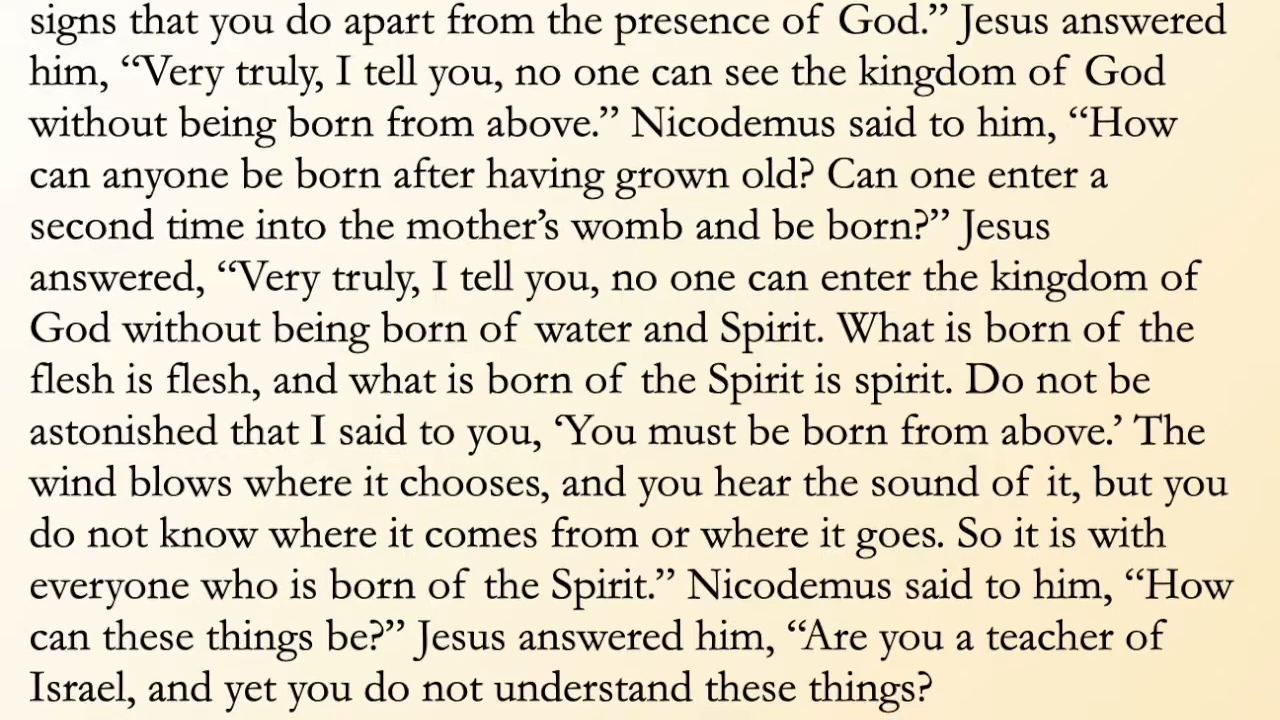 signs that you do apart from the presence of God.” Jesus answered
him, “Very truly, I tell you, no one can see the kingdom of God
without being born from above.” Nicodemus said to him, “How
can anyone be born after having grown old? Can one enter a
second time into the mother’s womb and be born?” Jesus
answered, “Very truly, I tell you, no one can enter the kingdom of
God without being born of water and Spirit. What is born of the
flesh is flesh, and what is born of the Spirit is spirit. Do not be
astonished that I said to you, ‘You must be born from above.’ The
wind blows where it chooses, and you hear the sound of it, but you
do not know where it comes from or where it goes. So it is with
everyone who is born of the Spirit.” Nicodemus said to him, “How
can these things be?” Jesus answered him, “Are you a teacher of
Israel, and yet you do not understand these things?